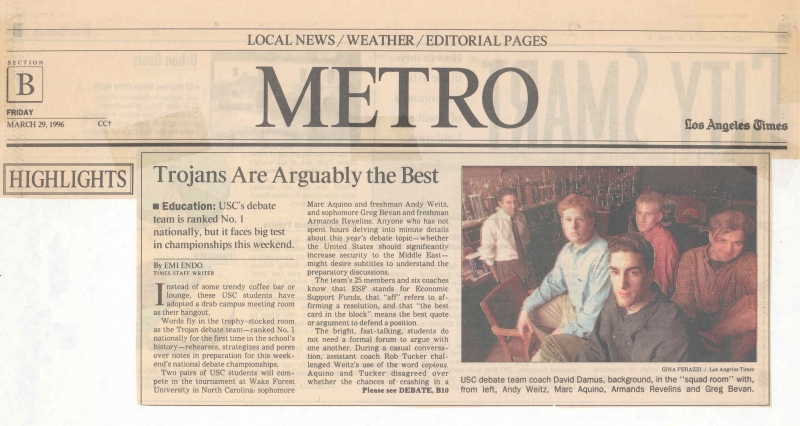 LOCAL NEWS/WEATHER/EDITORIAL PAGES
SECTION
B
FRIDAY
MARCH 29, 1996
CC†
METRO
Los Angeles Times
HIGHLIGHTS
Trojans Are Arguably the Best
■ Education: USC's debate
team is ranked No. 1
nationally, but it faces big test
in championships this weekend.
By EMI ENDO
TIMES STAFF WRITER
Instead of some trendy coffee bar or
lounge, these USC students have
adopted a drab campus meeting room
as their hangout.
Words fly in the trophy-stocked room
as the Trojan debate team—ranked No. 1
nationally for the first time in the school's
history—rehearses, strategizes and pores
over notes in preparation for this week-
end's national debate championships.
Two pairs of USC students will com-
pete in the tournament at Wake Forest
University in North Carolina: sophomore
Marc Aquino and freshman Andy Weitz,
and sophomore Greg Bevan and freshman
Armands Revelins. Anyone who has not
spent hours delving into minute details
about this year's debate topic—whether
the United States should significantly
increase security to the Middle East—
might desire subtitles to understand the
preparatory discussions.
The team's 25 members and six coaches
know that ESF stands for Economic
Support Funds, that "aff" refers to af-
firming a resolution, and that "the best
card in the block" means the best quote
or argument to defend a position.
The bright, fast-talking, students do
not need a formal forum to argue with
one another. During a casual conversa-
tion, assistant coach Rob Tucker chal-
lenged Weitz's use of the word copious.
Aquino and Tucker disagreed over
whether the chances of crashing in a
Please see DEBATE, B10
GINA FERAZZI / Los Angeles Times
USC debate team coach David Damus, background, in the "squad room" with,
from left, Andy Weitz, Marc Aquino, Armands Revelins and Greg Bevan.